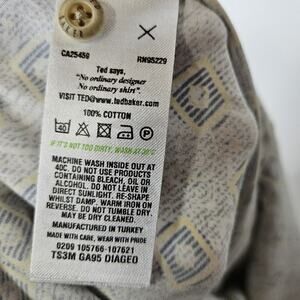 CA25459 RN95229
Ted says,
"No ordinary designer
No ordinary shirt".
VISIT TED@www.tedbaker.com
100% COTTON
40 P
IF IT'S NOT TOO DIRTY, WASH AT 30°C
MACHINE WASH INSIDE OUT AT
40C. DO NOT USE PRODUCTS
CONTAINING BLEACH, OIL OR
ALCOHOL. DO NOT LEAVE IN
DIRECT SUNLIGHT. RE-SHAPE
WHILST DAMP. WARM IRON ON
REVERSE. DO NOT TUMBLE DRY.
MAY BE DRY CLEANED.
MANUFACTURED IN TURKEY
MADE WITH CARE, WEAR WITH PRIDE
0209 105766-107621
TS3M GA95 DIAGEO